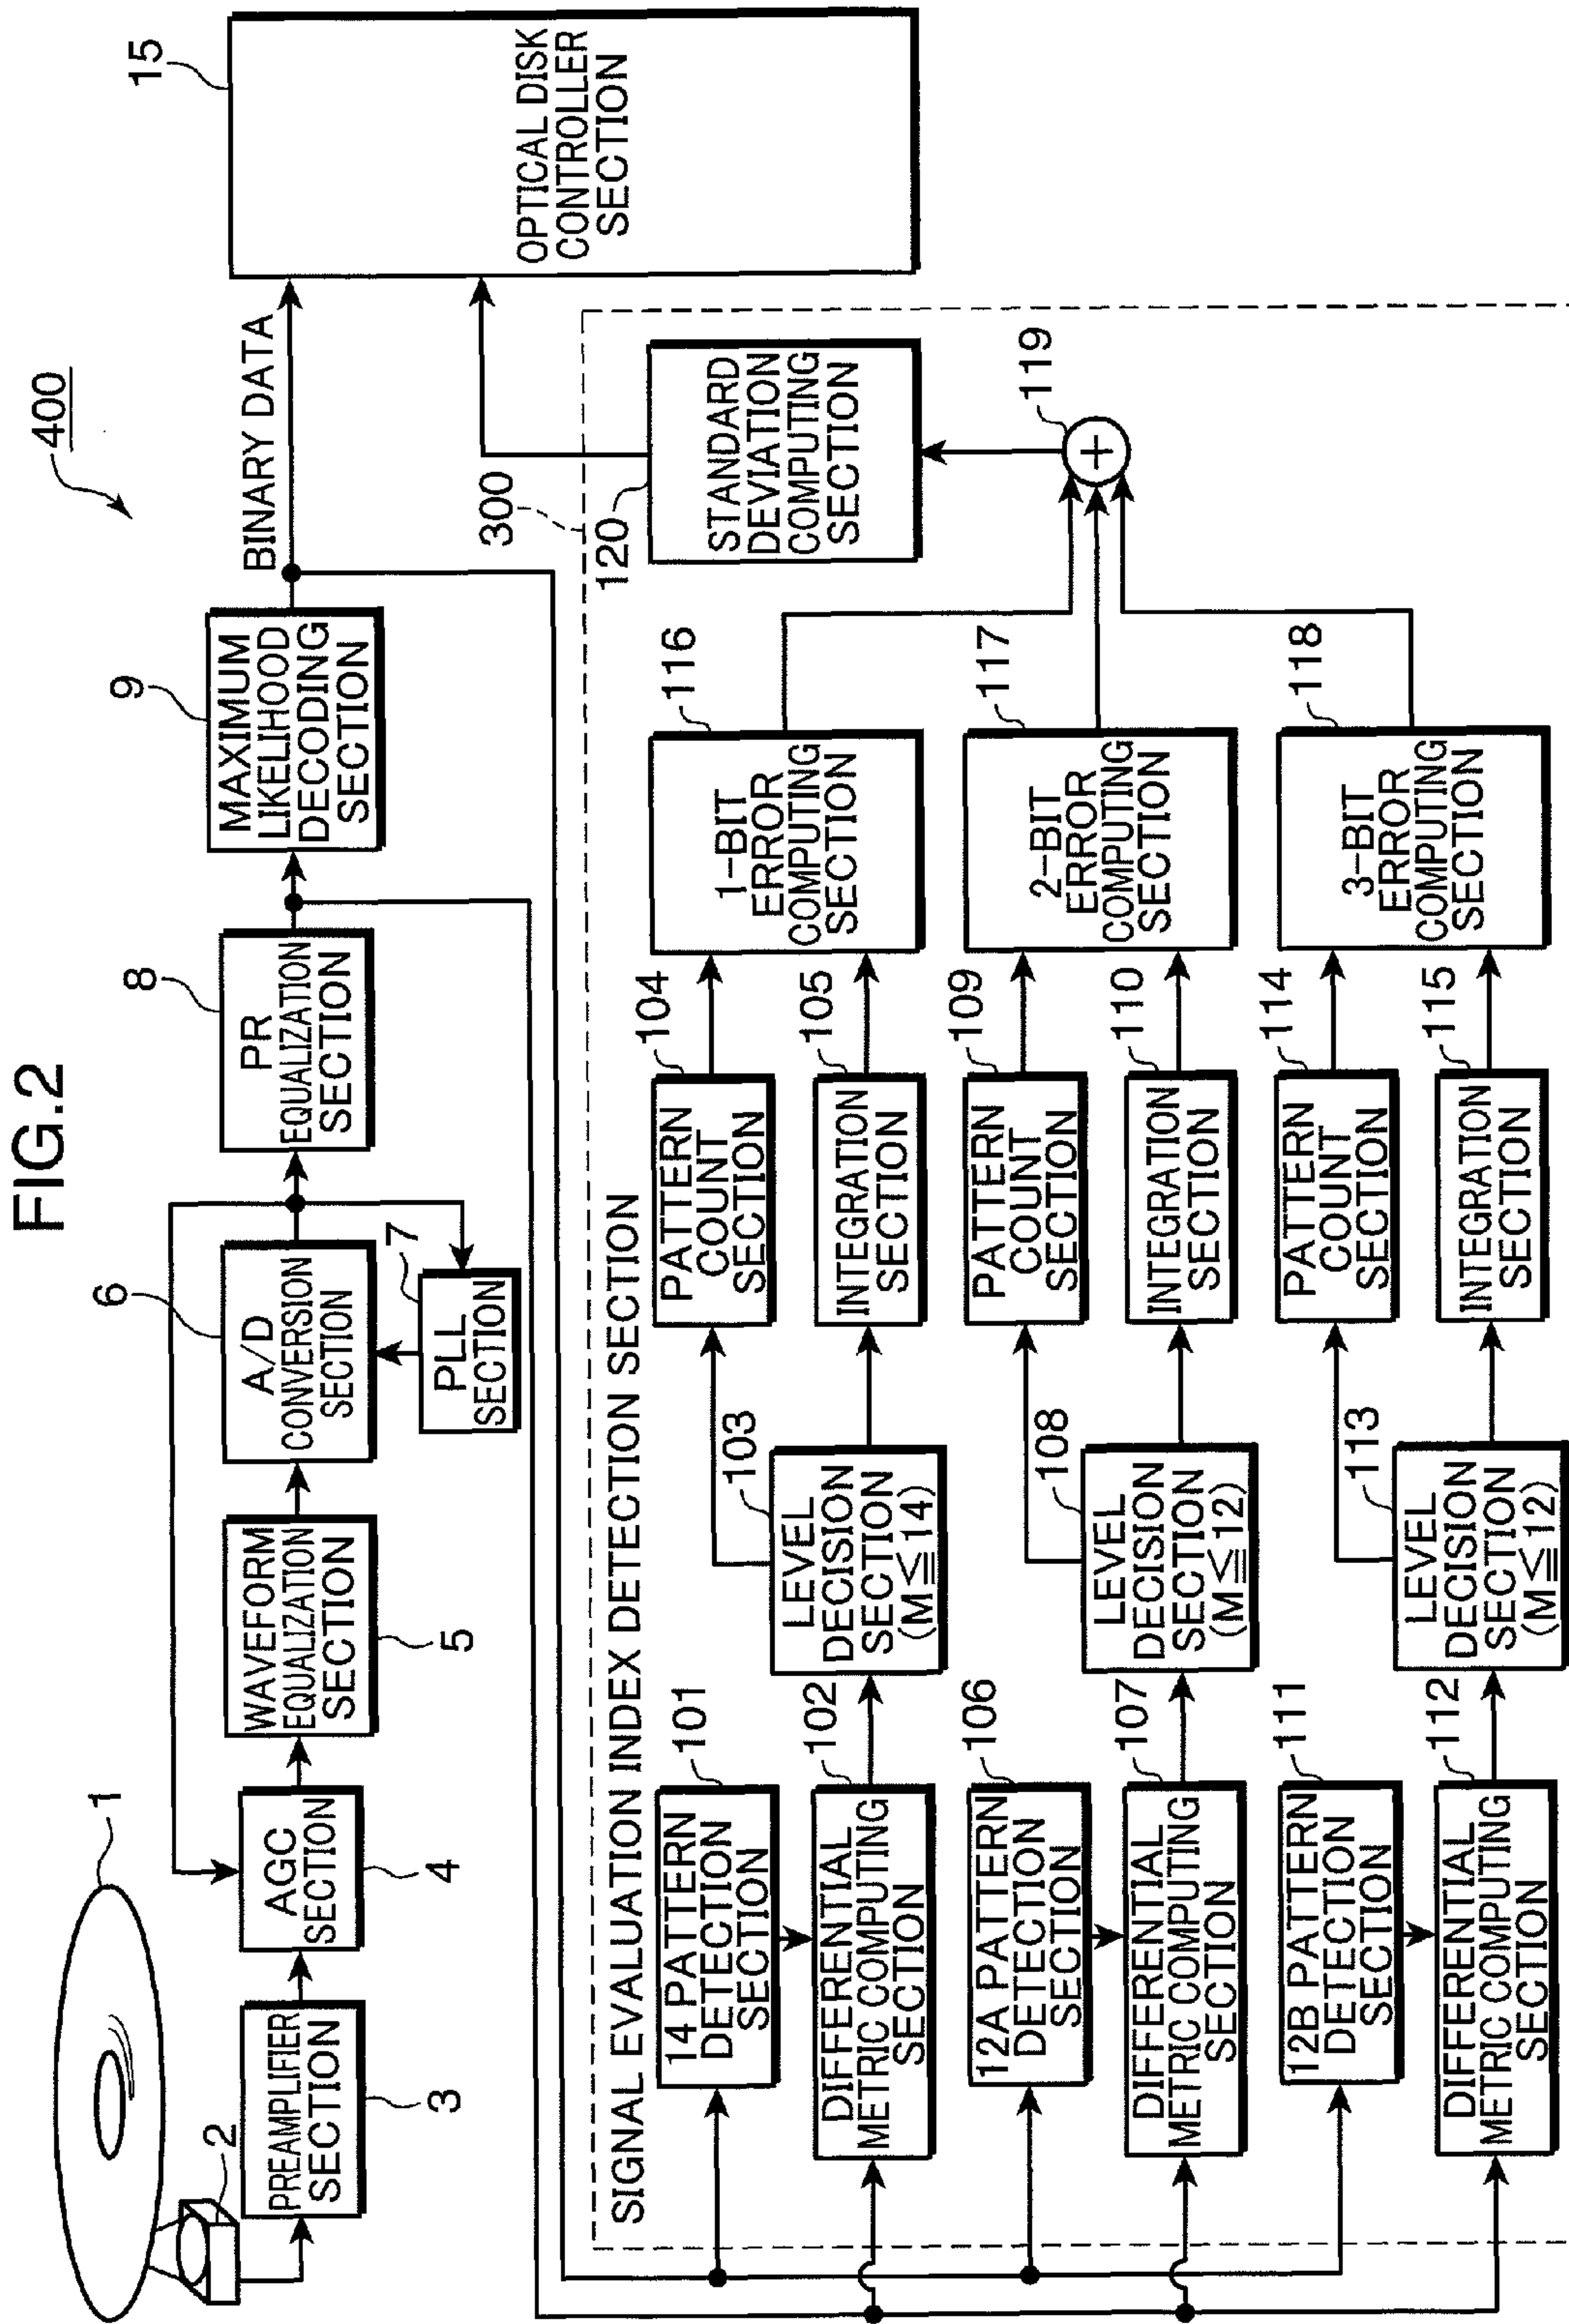 FIG.2
400
1
2
PREAMPLIFIER
SECTION
3
AGC
SECTION
4
WAVEFORM
EQUALIZATION
SECTION
5
A/D
CONVERSION
SECTION
6
PLL
SECTION
7
PR
EQUALIZATION
SECTION
8
MAXIMUM
LIKELIHOOD
DECODING
SECTION
9
BINARY DATA
OPTICAL DISK
CONTROLLER
SECTION
15
300
SIGNAL EVALUATION INDEX DETECTION SECTION
14 PATTERN
DETECTION
SECTION
101
DIFFERENTIAL
METRIC COMPUTING
SECTION
102
LEVEL
DECISION
SECTION
(M≦14)
103
PATTERN
COUNT
SECTION
104
INTEGRATION
SECTION
105
1-BIT
ERROR
COMPUTING
SECTION
116
12A PATTERN
DETECTION
SECTION
106
DIFFERENTIAL
METRIC COMPUTING
SECTION
107
LEVEL
DECISION
SECTION
(M≦12)
108
PATTERN
COUNT
SECTION
109
INTEGRATION
SECTION
110
2-BIT
ERROR
COMPUTING
SECTION
117
12B PATTERN
DETECTION
SECTION
111
DIFFERENTIAL
METRIC COMPUTING
SECTION
112
LEVEL
DECISION
SECTION
(M≦12)
113
PATTERN
COUNT
SECTION
114
INTEGRATION
SECTION
115
3-BIT
ERROR
COMPUTING
SECTION
118
+
119
STANDARD
DEVIATION
COMPUTING
SECTION
120